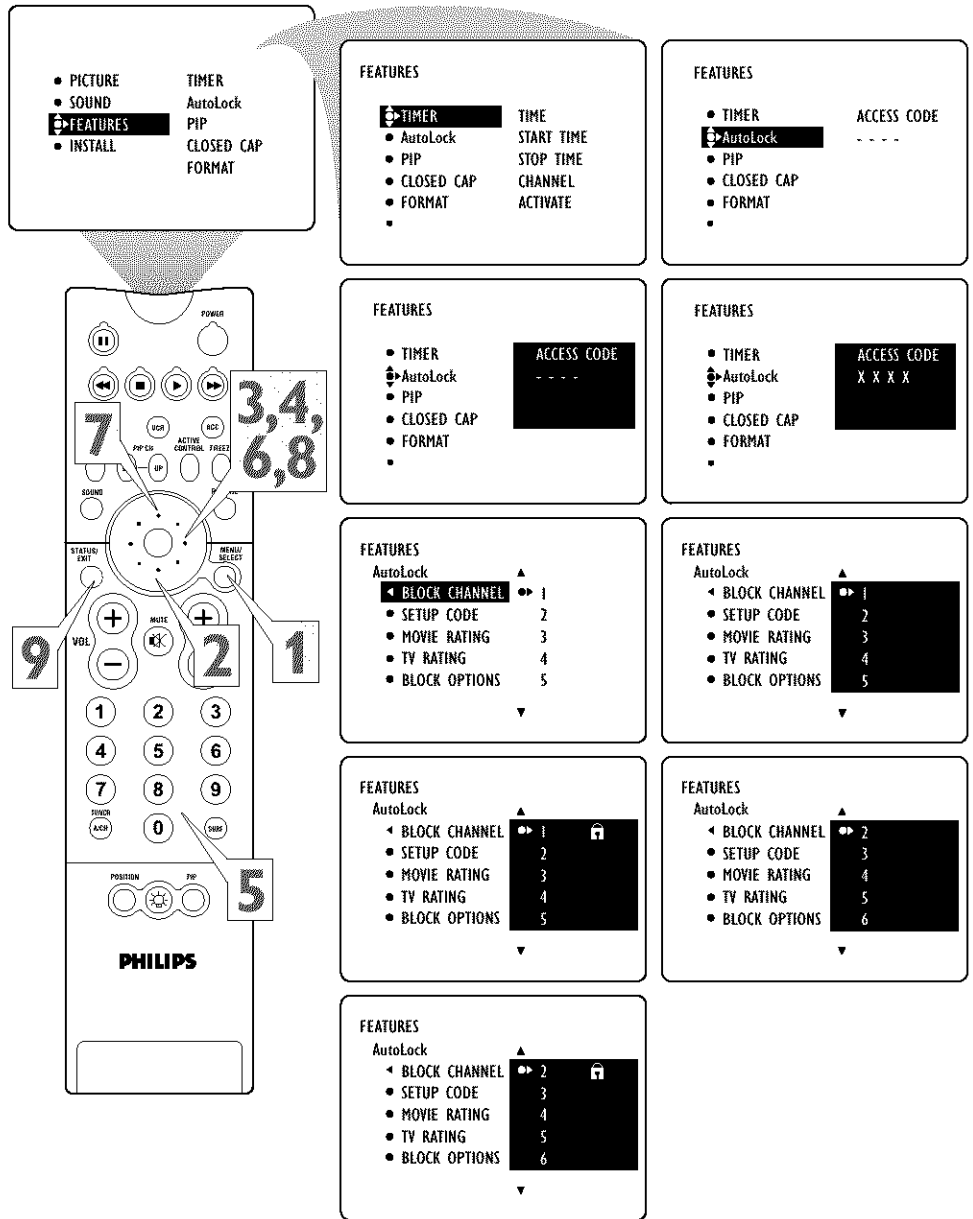 PICTURE TIMER
SOUND AutoLock
FEATURES PIP
INSTALL CLOSED CAP
FORMAT
FEATURES
TIMER TIME
AutoLock START TIME
PIP STOP TIME
CLOSED CAP CHANNEL
FORMAT ACTIVATE
FEATURES
TIMER ACCESS CODE
AutoLock - - - -
PIP
CLOSED CAP
FORMAT
POWER
VCR ACC
ACTIVE
CONTROL
UP
SOUND
STATUS/
EXIT
MENU/
SELECT
VOL
MUTE
7
3,4,
6,8
9
2
1
1 2 3
4 5 6
7 8 9
A/CH 0 SURF
5
POSITION PIP
PHILIPS
FEATURES
TIMER ACCESS CODE
AutoLock - - - -
PIP
CLOSED CAP
FORMAT
FEATURES
TIMER ACCESS CODE
AutoLock X X X X
PIP
CLOSED CAP
FORMAT
FEATURES
AutoLock
BLOCK CHANNEL 1
SETUP CODE 2
MOVIE RATING 3
TV RATING 4
BLOCK OPTIONS 5
FEATURES
AutoLock
BLOCK CHANNEL 1
SETUP CODE 2
MOVIE RATING 3
TV RATING 4
BLOCK OPTIONS 5
FEATURES
AutoLock
BLOCK CHANNEL 1
SETUP CODE 2
MOVIE RATING 3
TV RATING 4
BLOCK OPTIONS 5
FEATURES
AutoLock
BLOCK CHANNEL 2
SETUP CODE 3
MOVIE RATING 4
TV RATING 5
BLOCK OPTIONS 6
FEATURES
AutoLock
BLOCK CHANNEL 2
SETUP CODE 3
MOVIE RATING 4
TV RATING 5
BLOCK OPTIONS 6